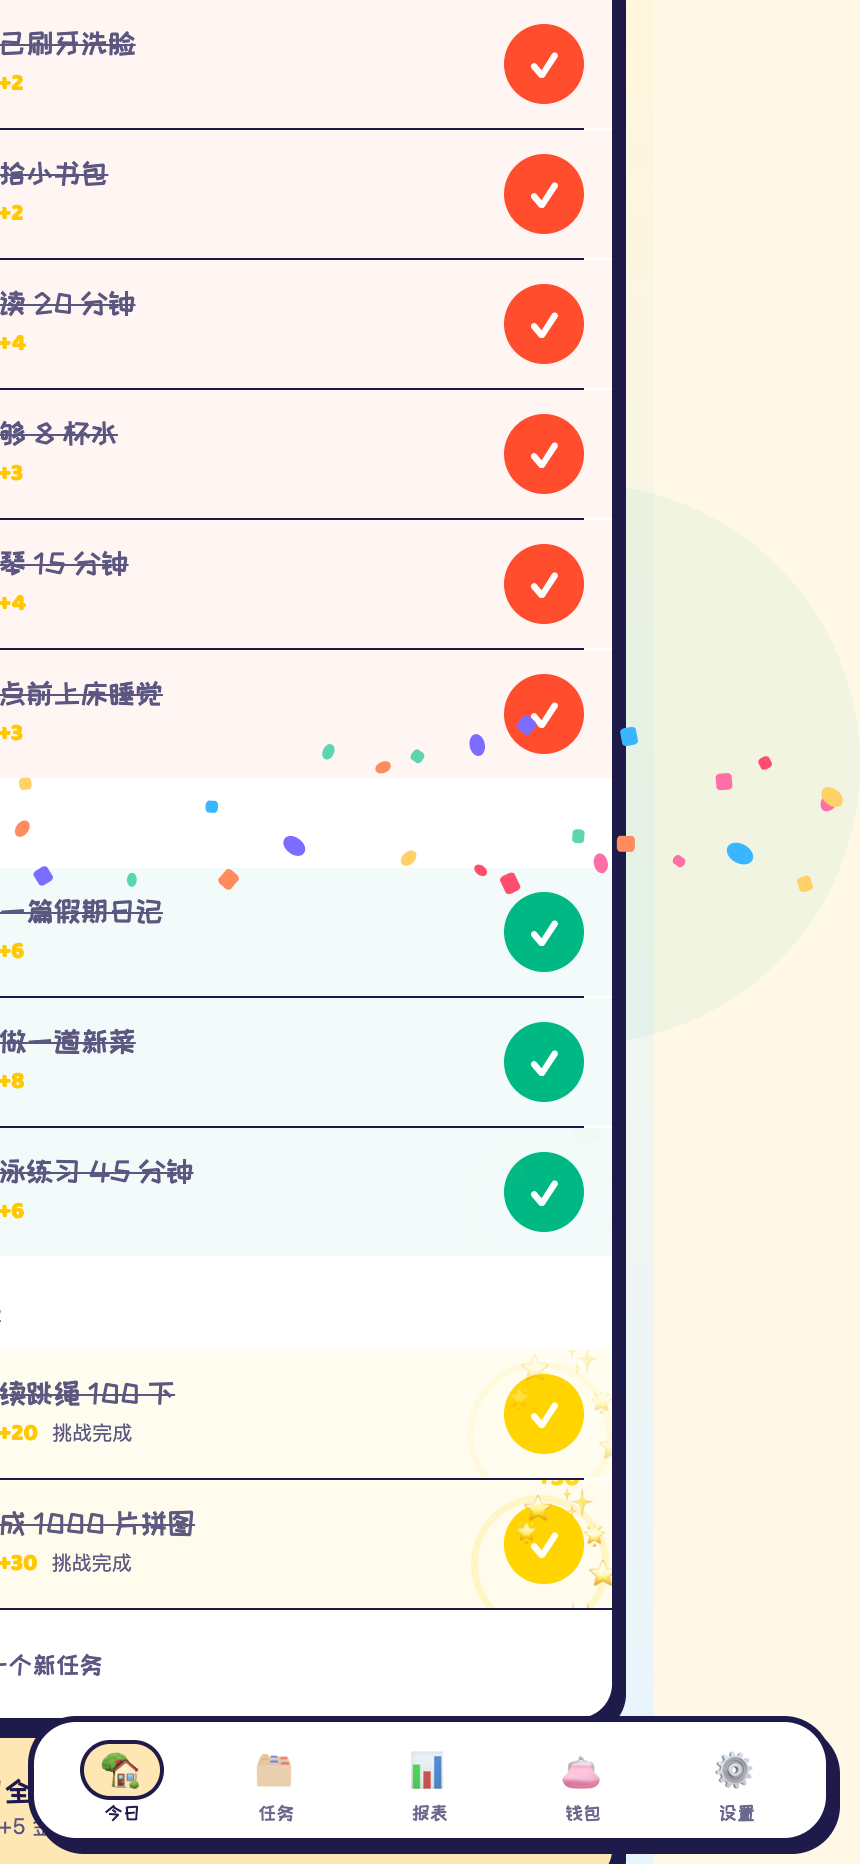 己刷牙洗脸
+2
拾小书包
+2
读 20 分钟
+4
够 8 杯水
+3
琴 15 分钟
+4
点前上床睡觉
+3
一篇假期日记
+6
做一道新菜
+8
泳练习 45 分钟
+6
续跳绳 100 下
+20 挑战完成
成 1000 片拼图
+30 挑战完成
一个新任务
全
+5
今日
任务
报表
钱包
设置